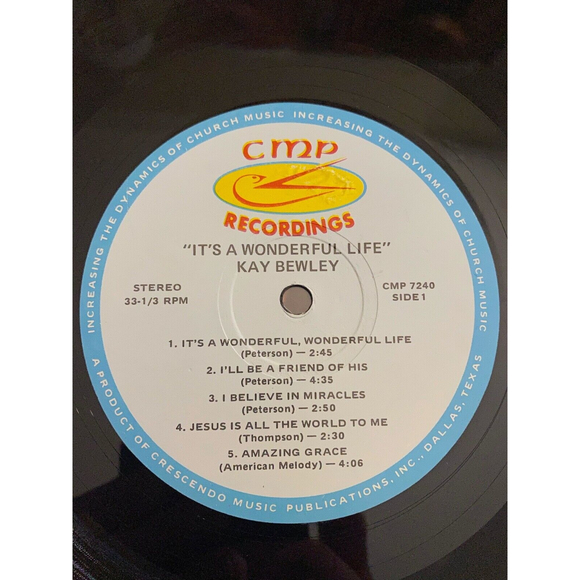 INCREASING THE DYNAMICS OF CHURCH MUSIC INCREASING THE DYNAMICS OF CHURCH MUSIC
CMP
RECORDINGS
"IT'S A WONDERFUL LIFE"
KAY BEWLEY
STEREO
33-1/3 RPM
CMP 7240
SIDE 1
1. IT'S A WONDERFUL, WONDERFUL LIFE
(Peterson) — 2:45
2. I'LL BE A FRIEND OF HIS
(Peterson) — 4:35
3. I BELIEVE IN MIRACLES
(Peterson) — 2:50
4. JESUS IS ALL THE WORLD TO ME
(Thompson) — 2:30
5. AMAZING GRACE
(American Melody) — 4:06
A PRODUCT OF CRESCENDO MUSIC PUBLICATIONS, INC., DALLAS, TEXAS